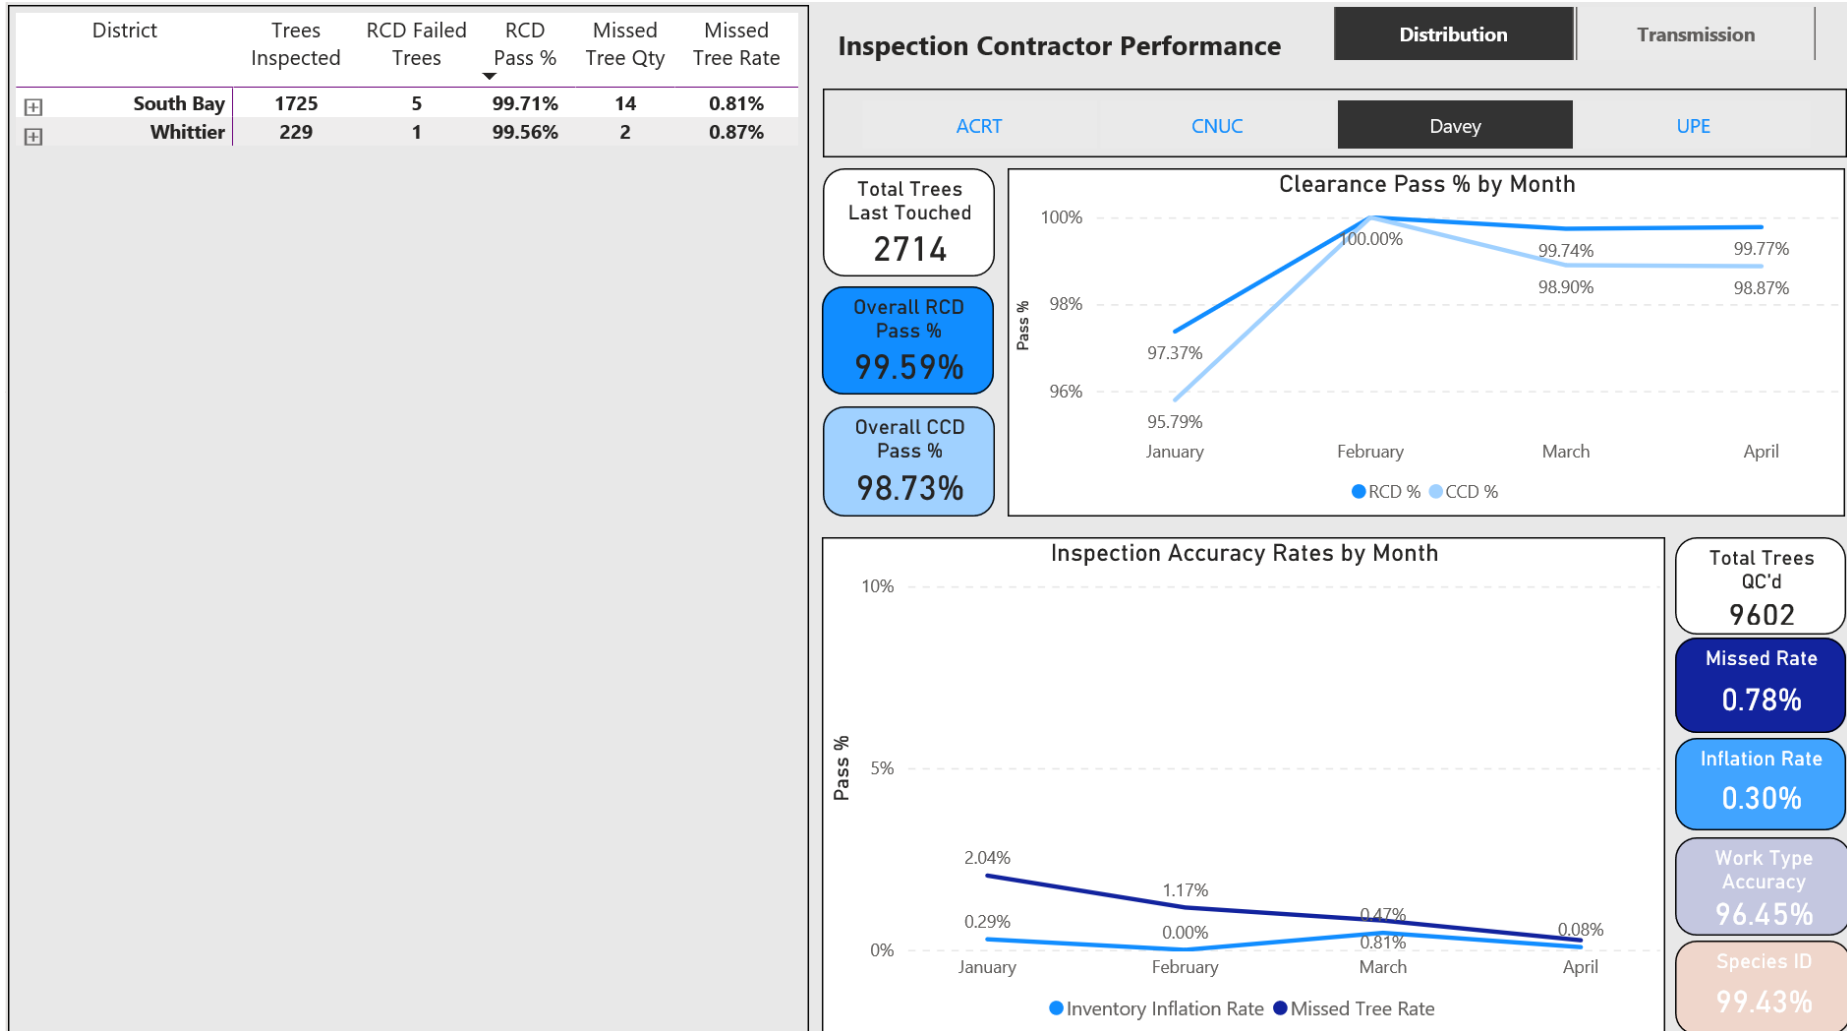 District
Trees Inspected
RCD Failed Trees
RCD Pass %
Missed Tree Qty
Missed Tree Rate
South Bay 1725 5 99.71% 14 0.81%
Whittier 229 1 99.56% 2 0.87%
Inspection Contractor Performance
Distribution
Transmission
ACRT
CNUC
Davey
UPE
Total Trees
Last Touched
2714
Overall RCD
Pass %
99.59%
Overall CCD
Pass %
98.73%
Clearance Pass % by Month
Pass %
100%
98%
96%
97.37%
95.79%
100.00%
99.74%
98.90%
99.77%
98.87%
January
February
March
April
RCD %
CCD %
Inspection Accuracy Rates by Month
Pass %
10%
5%
0%
2.04%
0.29%
1.17%
0.00%
0.47%
0.81%
0.08%
January
February
March
April
Inventory Inflation Rate
Missed Tree Rate
Total Trees
QC'd
9602
Missed Rate
0.78%
Inflation Rate
0.30%
Work Type
Accuracy
96.45%
Species ID
99.43%